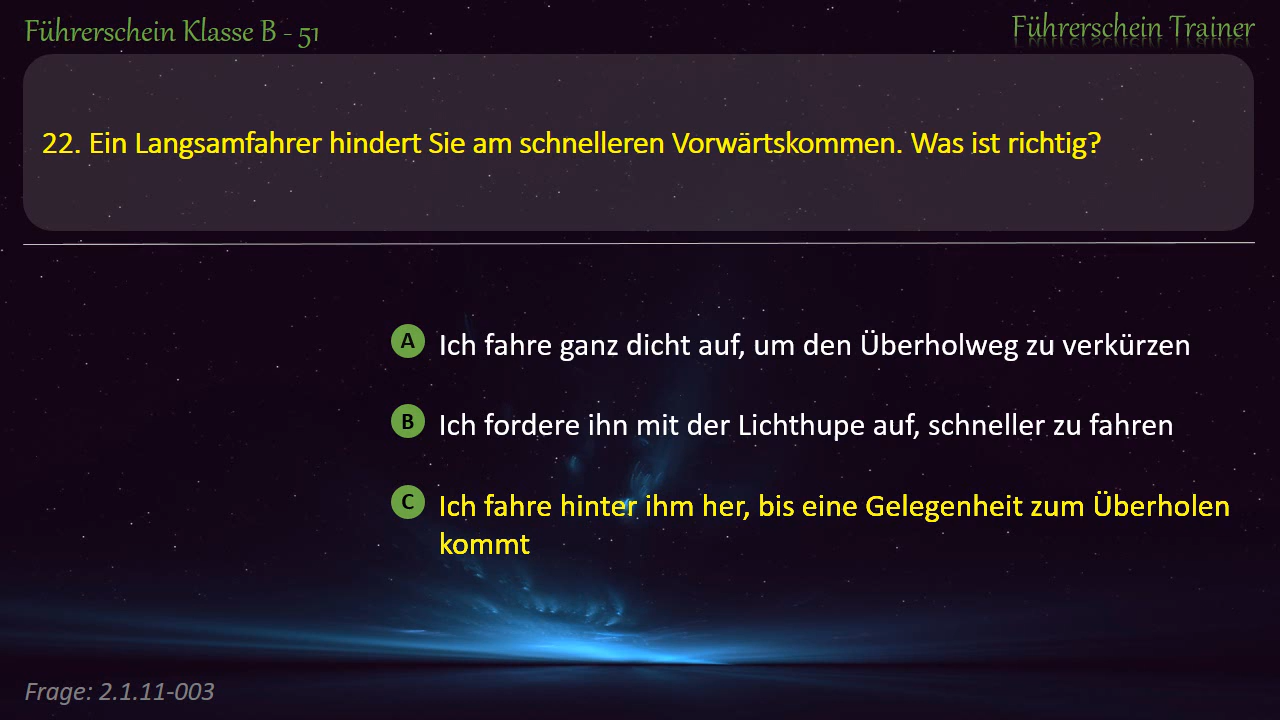 Führerschein Klasse B - 51
Führerschein Trainer
22. Ein Langsamfahrer hindert Sie am schnelleren Vorwärtskommen. Was ist richtig?
A Ich fahre ganz dicht auf, um den Überholweg zu verkürzen
B Ich fordere ihn mit der Lichthupe auf, schneller zu fahren
C Ich fahre hinter ihm her, bis eine Gelegenheit zum Überholen
kommt
Frage: 2.1.11-003